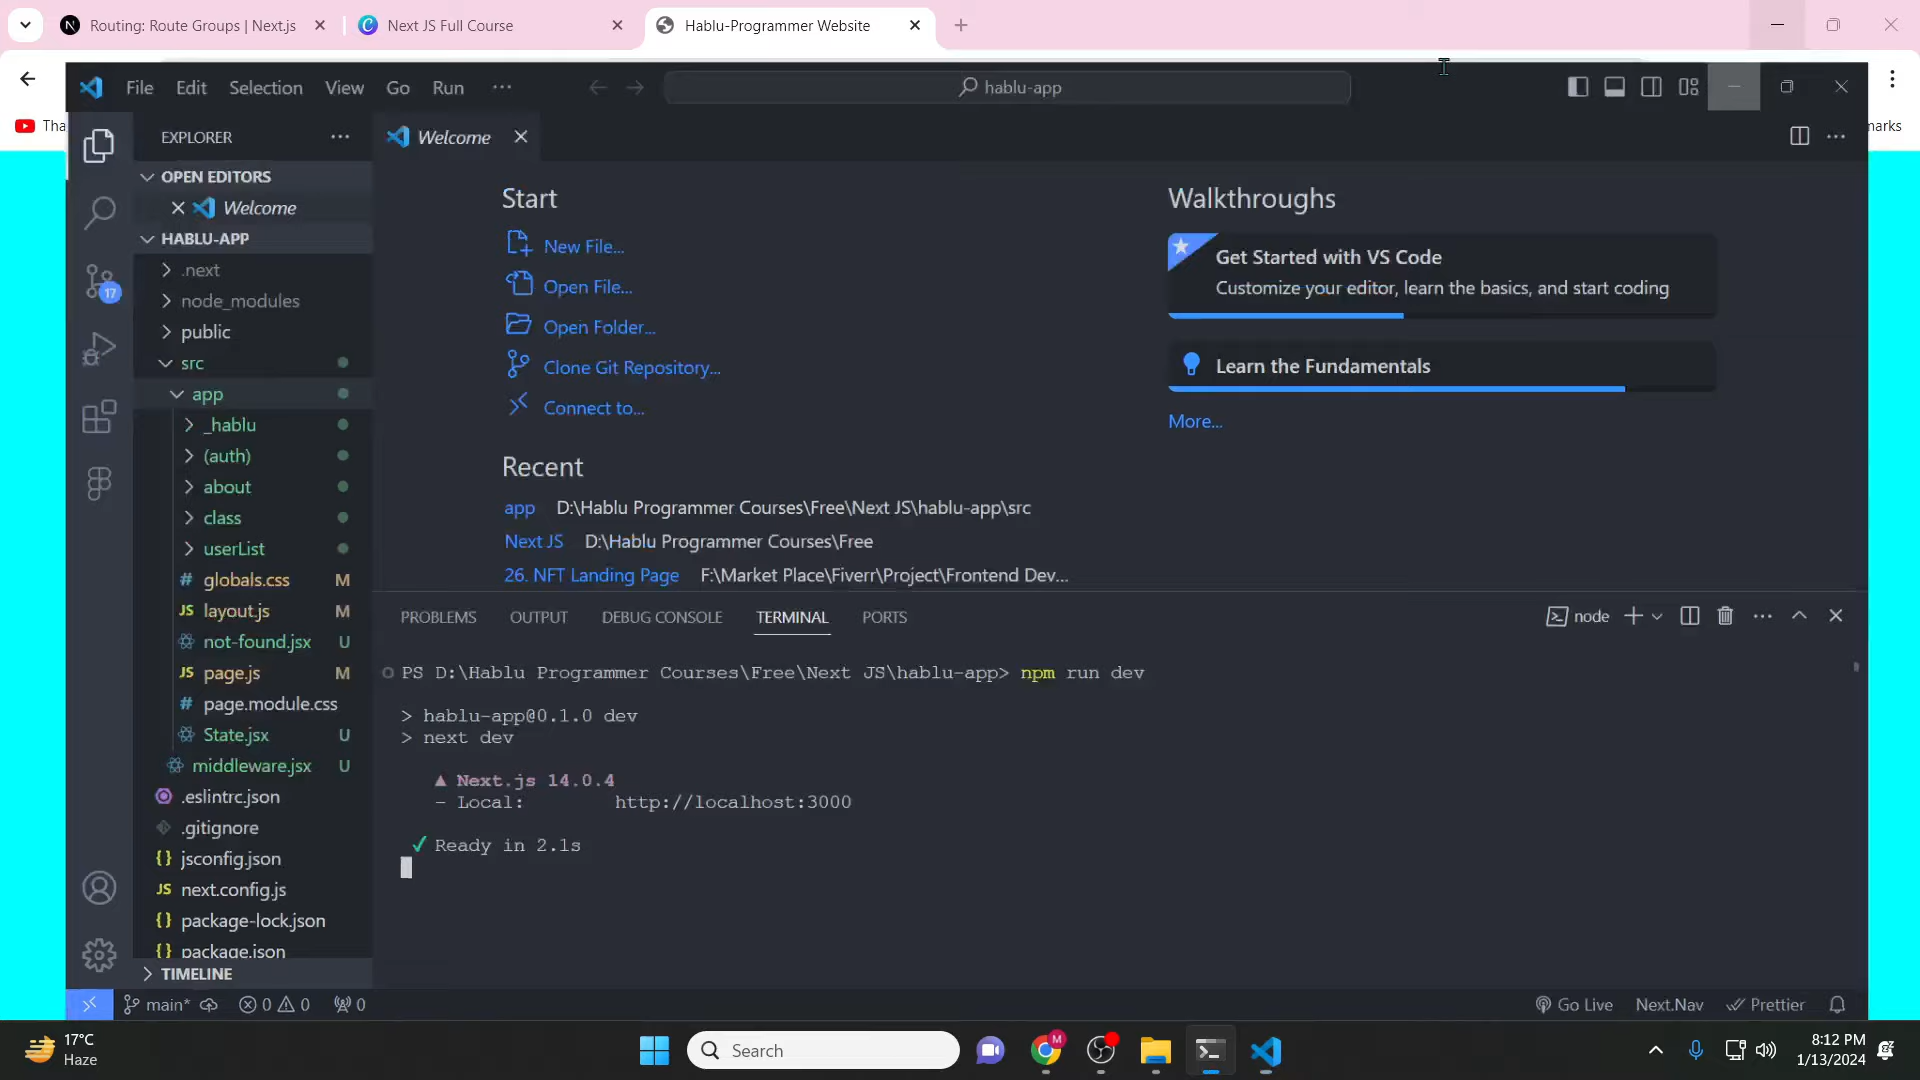 Routing: Route Groups | Next.js
Next JS Full Course
Hablu-Programmer Website
Tha
marks
File Edit Selection View Go Run ···
hablu-app
EXPLORER
OPEN EDITORS
Welcome
HABLU-APP
.next
node_modules
public
src
app
_hablu
(auth)
about
class
userList
# globals.css M
JS layout.js M
not-found.jsx U
JS page.js M
# page.module.css
State.jsx U
middleware.jsx U
.eslintrc.json
.gitignore
{} jsconfig.json
JS next.config.js
{} package-lock.json
{} package.json
TIMELINE
17
Welcome
Start
New File...
Open File...
Open Folder...
Clone Git Repository...
Connect to...
Recent
app D:\Hablu Programmer Courses\Free\Next JS\hablu-app\src
Next JS D:\Hablu Programmer Courses\Free
26. NFT Landing Page F:\Market Place\Fiverr\Project\Frontend Dev...
Walkthroughs
Get Started with VS Code
Customize your editor, learn the basics, and start coding
Learn the Fundamentals
More...
PROBLEMS OUTPUT DEBUG CONSOLE TERMINAL PORTS
node
PS D:\Hablu Programmer Courses\Free\Next JS\hablu-app> npm run dev
> hablu-app@0.1.0 dev
> next dev
▲ Next.js 14.0.4
- Local: http://localhost:3000
✓ Ready in 2.1s
main* 0 0 0
Go Live Next.Nav Prettier
17°C
Haze
Search
M
8:12 PM
1/13/2024